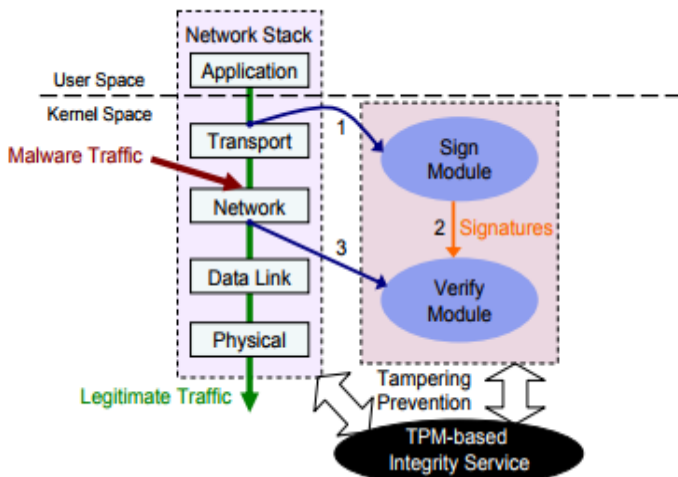 Network Stack
Application
User Space
Kernel Space
1
Transport
Sign
Module
Malware Traffic
Network
2 Signatures
3
Data Link
Verify
Module
Physical
Tampering
Prevention
Legitimate Traffic
TPM-based
Integrity Service